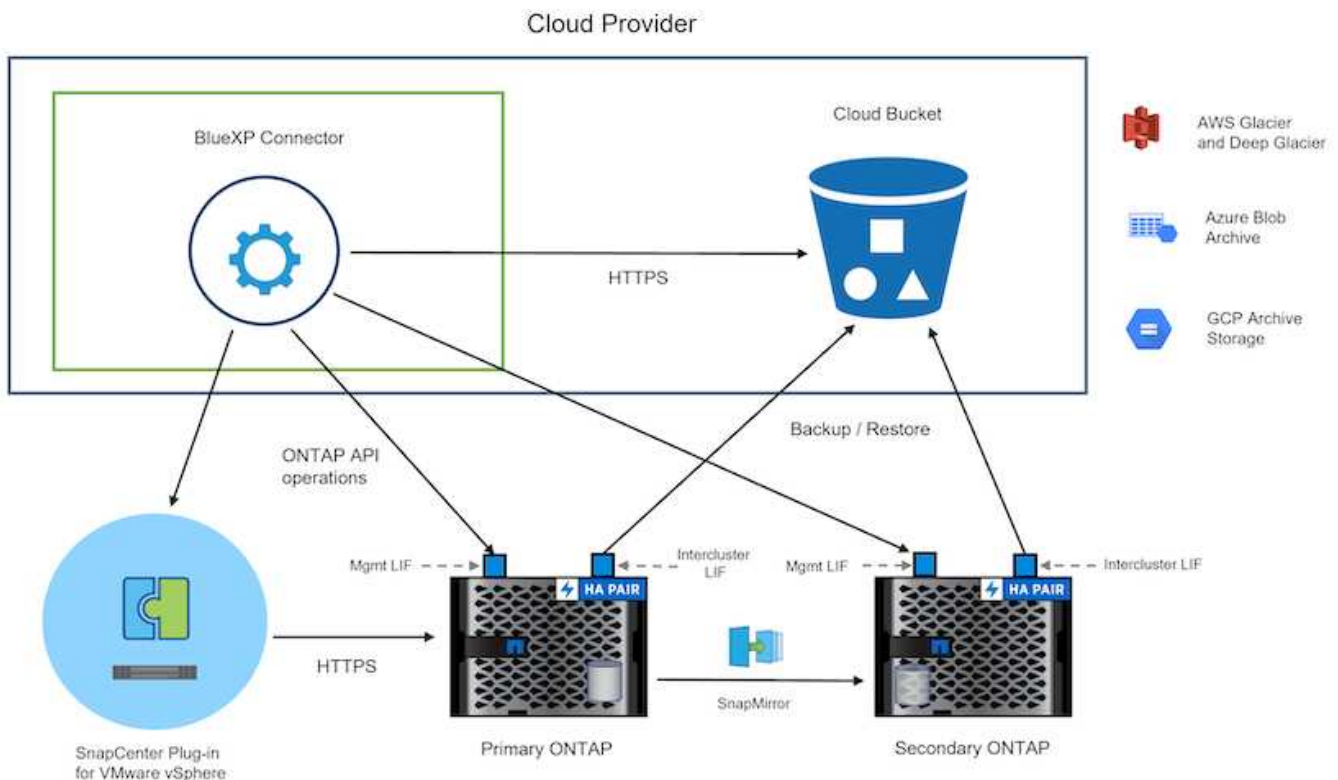 Cloud Provider
BlueXP Connector
Cloud Bucket
AWS Glacier
and Deep Glacier
HTTPS
Azure Blob
Archive
GCP Archive
Storage
ONTAP API
operations
Backup / Restore
Mgmt LIF
Intercluster
LIF
Mgmt LIF
Intercluster LIF
HA PAIR
HA PAIR
HTTPS
SnapMirror
SnapCenter Plug-in
for VMware vSphere
Primary ONTAP
Secondary ONTAP